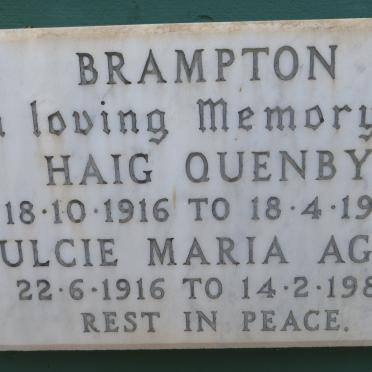 BRAMPTON
loving Memory
HAIG QUENBY
18·10·1916 TO 18·4·19
ULCIE MARIA AG
22·6·1916 TO 14·2·198
REST IN PEACE.